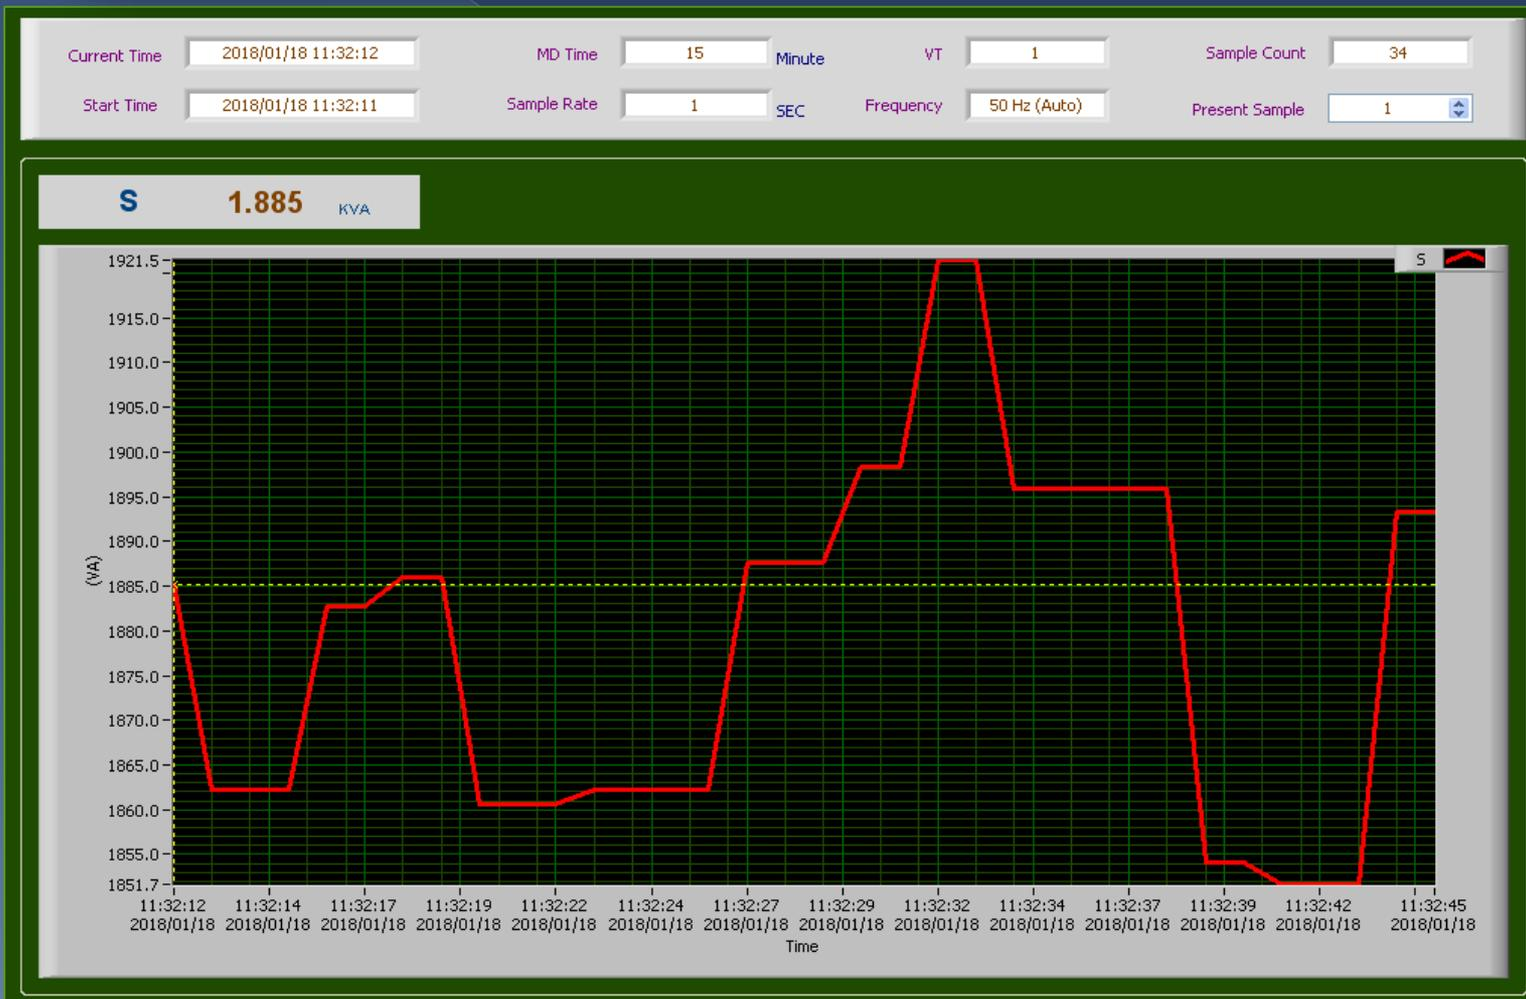 Current Time 2018/01/18 11:32:12 MD Time 15 Minute VT 1 Sample Count 34
Start Time 2018/01/18 11:32:11 Sample Rate 1 SEC Frequency 50 Hz (Auto) Present Sample 1
S 1.885 KVA
S
1921.5
1915.0
1910.0
1905.0
1900.0
1895.0
1890.0
1885.0
1880.0
1875.0
1870.0
1865.0
1860.0
1855.0
1851.7
(VA)
11:32:12 11:32:14 11:32:17 11:32:19 11:32:22 11:32:24 11:32:27 11:32:29 11:32:32 11:32:34 11:32:37 11:32:39 11:32:42 11:32:45
2018/01/18 2018/01/18 2018/01/18 2018/01/18 2018/01/18 2018/01/18 2018/01/18 2018/01/18 2018/01/18 2018/01/18 2018/01/18 2018/01/18 2018/01/18 2018/01/18
Time